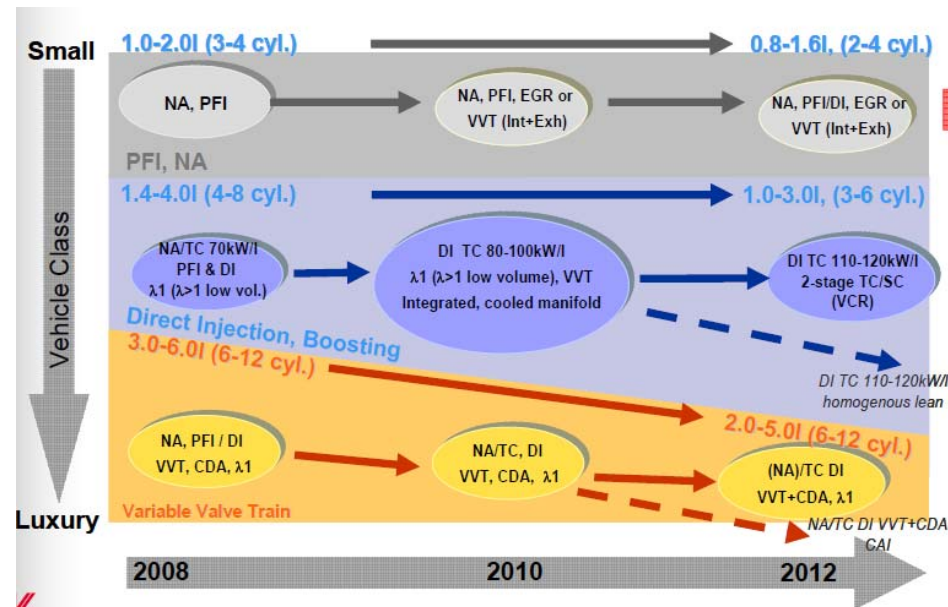 Small
1.0-2.0l (3-4 cyl.)
0.8-1.6l, (2-4 cyl.)
NA, PFI
NA, PFI, EGR or
VVT (Int+Exh)
NA, PFI/DI, EGR or
VVT (Int+Exh)
PFI, NA
1.4-4.0l (4-8 cyl.)
1.0-3.0l, (3-6 cyl.)
NA/TC 70kW/l
PFI & DI
λ1 (λ>1 low vol.)
DI TC 80-100kW/l
λ1 (λ>1 low volume), VVT
Integrated, cooled manifold
DI TC 110-120kW/l
2-stage TC/SC
(VCR)
Direct Injection, Boosting
DI TC 110-120kW/l
homogenous lean
3.0-6.0l (6-12 cyl.)
2.0-5.0l (6-12 cyl.)
NA, PFI / DI
VVT, CDA, λ1
NA/TC, DI
VVT, CDA, λ1
(NA)/TC DI
VVT+CDA, λ1
Variable Valve Train
NA/TC DI VVT+CDA
CAI
Vehicle Class
Luxury
2008
2010
2012